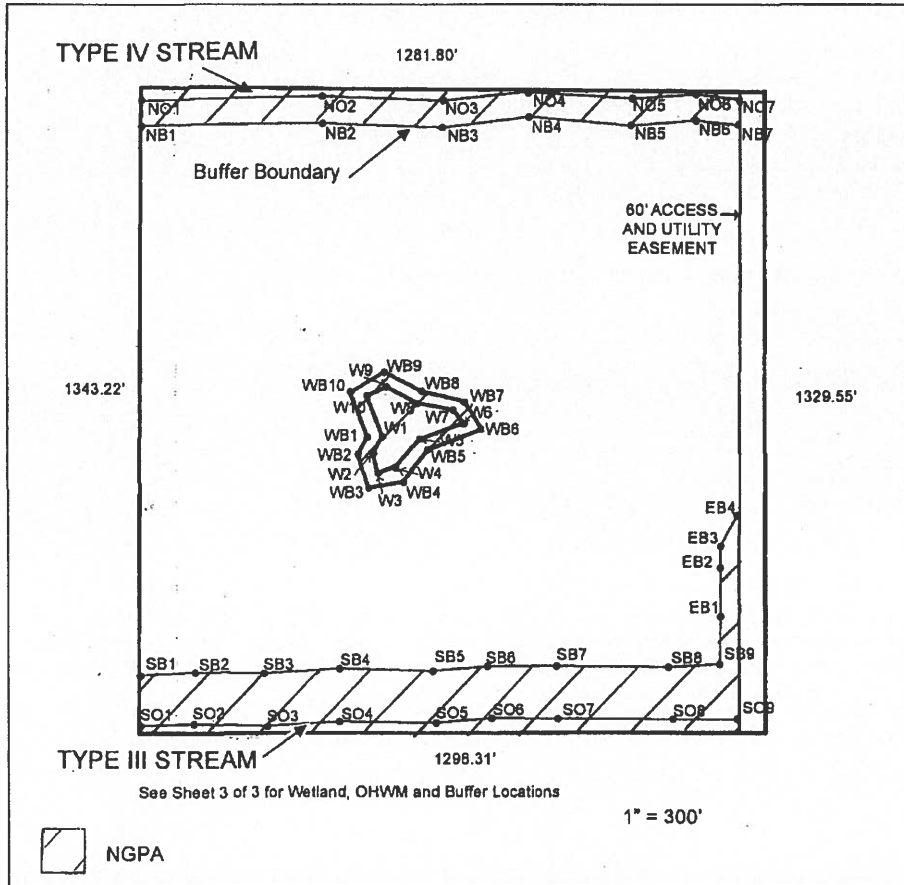 TYPE IV STREAM
1281.80'
NO1 NO2 NO3 NO4 NO5 NO6 NO7
NB1 NB2 NB3 NB4 NB5 NB6 NB7
Buffer Boundary
60' ACCESS
AND UTILITY
EASEMENT
1343.22'
1329.55'
W9 WB9
WB10 WB8
W10 W8 W7 WB7
W6
WB1 W1 WB6
WB2 W5 WB5
W2 W4
WB3 W3 WB4
EB4
EB3
EB2
EB1
SB1 SB2 SB3 SB4 SB5 SB6 SB7 SB8 SB9
SO1 SO2 SO3 SO4 SO5 SO6 SO7 SO8 SO9
TYPE III STREAM
1298.31'
See Sheet 3 of 3 for Wetland, OHWM and Buffer Locations
1" = 300'
NGPA